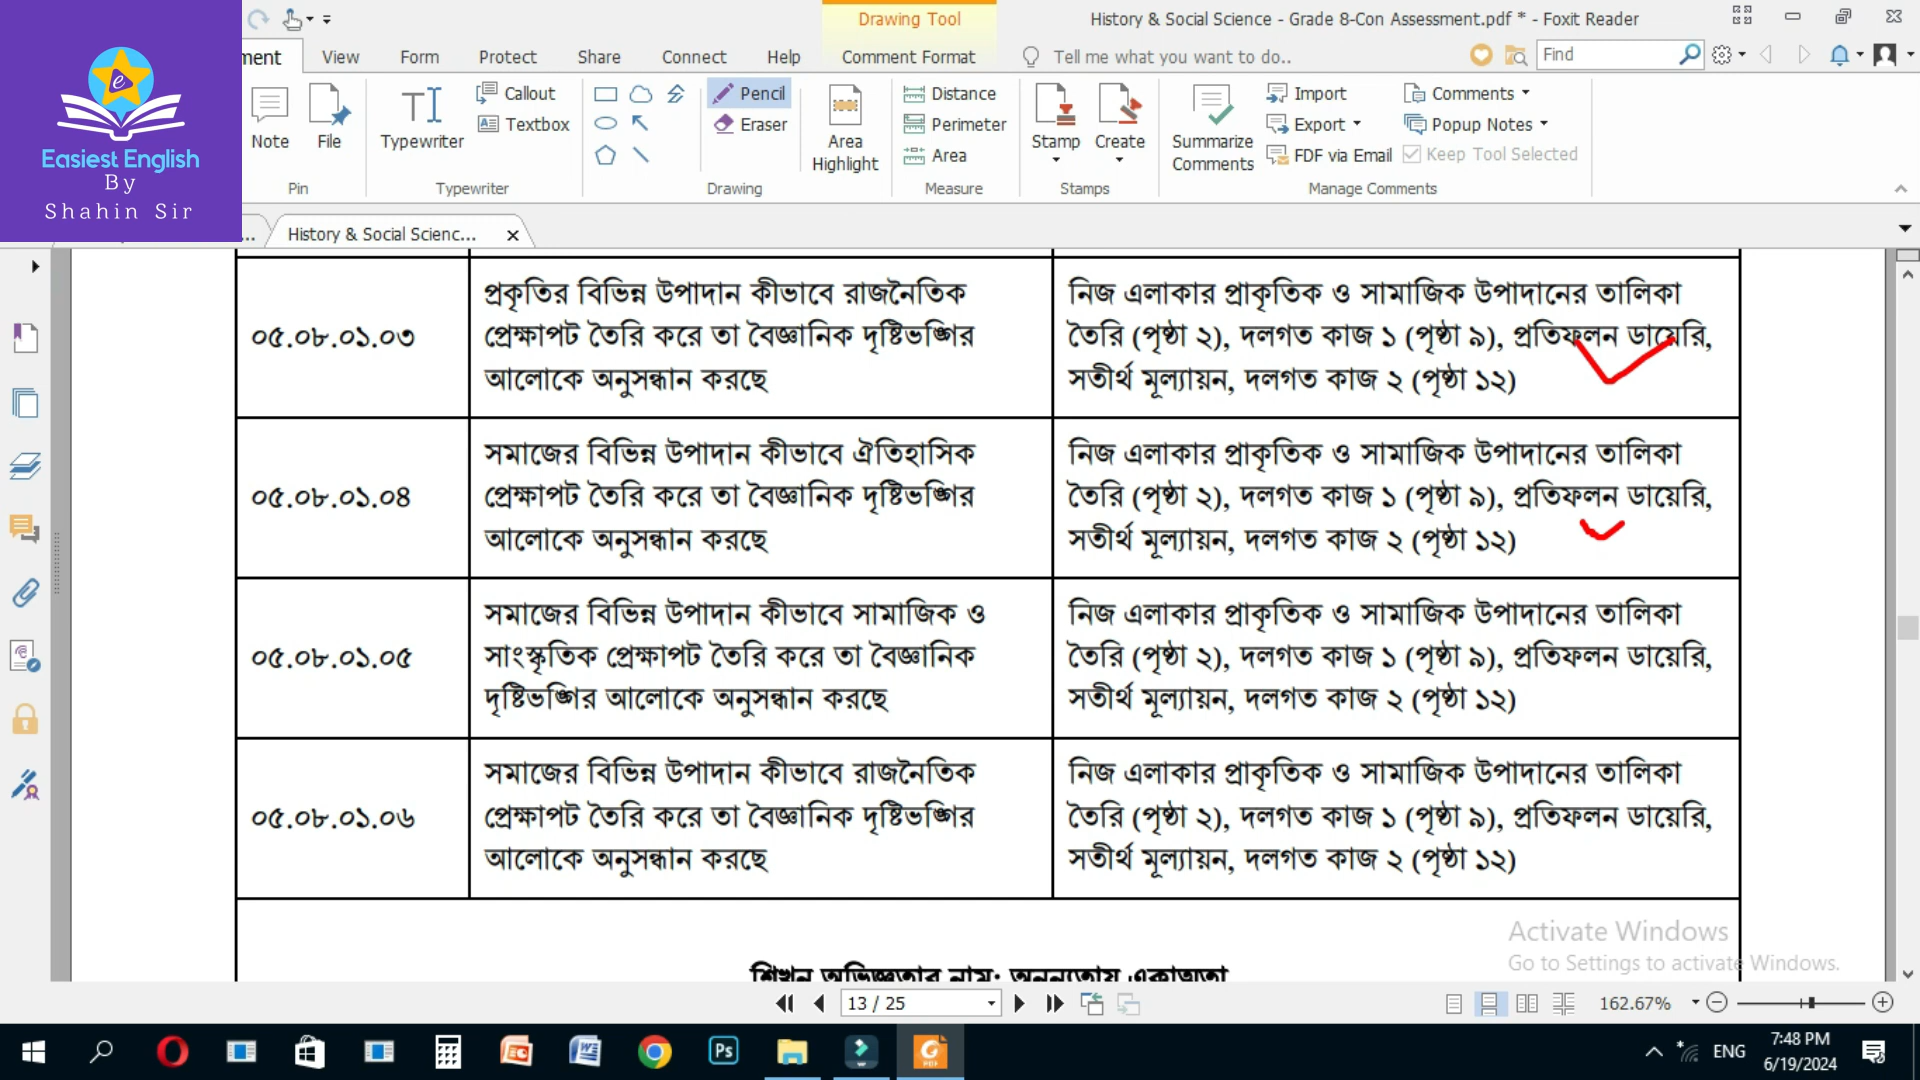 Drawing Tool
History & Social Science - Grade 8-Con Assessment.pdf * - Foxit Reader
ment
View
Form
Protect
Share
Connect
Help
Comment Format
Tell me what you want to do..
Find
Note
File
Typewriter
Callout
Textbox
Pencil
Eraser
Area
Highlight
Distance
Perimeter
Area
Stamp
Create
Summarize
Comments
Import
Export
FDF via Email
Comments
Popup Notes
Keep Tool Selected
Pin
Typewriter
Drawing
Measure
Stamps
Manage Comments
e
Easiest English
By
Shahin Sir
...
History & Social Scienc...
০৫.০৮.০১.০৩
প্রকৃতির বিভিন্ন উপাদান কীভাবে রাজনৈতিক
প্রেক্ষাপট তৈরি করে তা বৈজ্ঞানিক দৃষ্টিভঙ্গির
আলোকে অনুসন্ধান করছে
নিজ এলাকার প্রাকৃতিক ও সামাজিক উপাদানের তালিকা
তৈরি (পৃষ্ঠা ২), দলগত কাজ ১ (পৃষ্ঠা ৯), প্রতিফলন ডায়েরি,
সতীর্থ মূল্যায়ন, দলগত কাজ ২ (পৃষ্ঠা ১২)
০৫.০৮.০১.০৪
সমাজের বিভিন্ন উপাদান কীভাবে ঐতিহাসিক
প্রেক্ষাপট তৈরি করে তা বৈজ্ঞানিক দৃষ্টিভঙ্গির
আলোকে অনুসন্ধান করছে
নিজ এলাকার প্রাকৃতিক ও সামাজিক উপাদানের তালিকা
তৈরি (পৃষ্ঠা ২), দলগত কাজ ১ (পৃষ্ঠা ৯), প্রতিফলন ডায়েরি,
সতীর্থ মূল্যায়ন, দলগত কাজ ২ (পৃষ্ঠা ১২)
০৫.০৮.০১.০৫
সমাজের বিভিন্ন উপাদান কীভাবে সামাজিক ও
সাংস্কৃতিক প্রেক্ষাপট তৈরি করে তা বৈজ্ঞানিক
দৃষ্টিভঙ্গির আলোকে অনুসন্ধান করছে
নিজ এলাকার প্রাকৃতিক ও সামাজিক উপাদানের তালিকা
তৈরি (পৃষ্ঠা ২), দলগত কাজ ১ (পৃষ্ঠা ৯), প্রতিফলন ডায়েরি,
সতীর্থ মূল্যায়ন, দলগত কাজ ২ (পৃষ্ঠা ১২)
০৫.০৮.০১.০৬
সমাজের বিভিন্ন উপাদান কীভাবে রাজনৈতিক
প্রেক্ষাপট তৈরি করে তা বৈজ্ঞানিক দৃষ্টিভঙ্গির
আলোকে অনুসন্ধান করছে
নিজ এলাকার প্রাকৃতিক ও সামাজিক উপাদানের তালিকা
তৈরি (পৃষ্ঠা ২), দলগত কাজ ১ (পৃষ্ঠা ৯), প্রতিফলন ডায়েরি,
সতীর্থ মূল্যায়ন, দলগত কাজ ২ (পৃষ্ঠা ১২)
শিখন অভিজ্ঞতার নাম: অনন্যতায় একাত্মতা
Activate Windows
Go to Settings to activate Windows.
13 / 25
162.67%
Ps
ENG
7:48 PM
6/19/2024